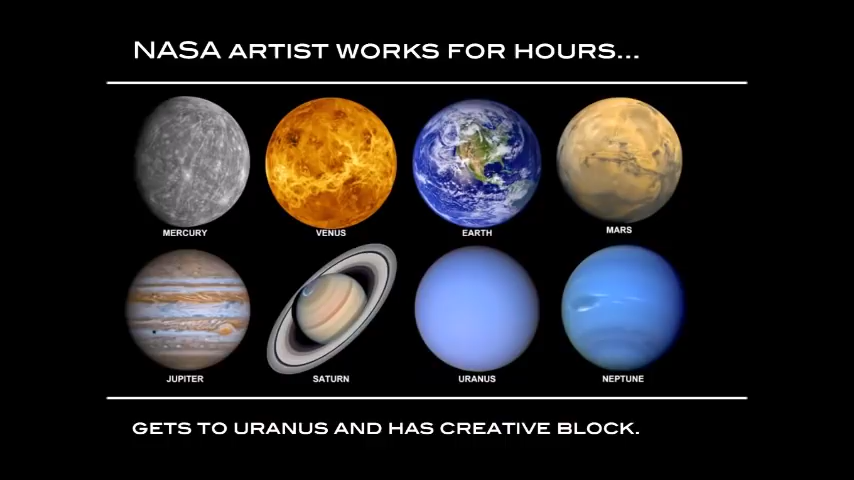 NASA ARTIST WORKS FOR HOURS...
MERCURY
VENUS
EARTH
MARS
JUPITER
SATURN
URANUS
NEPTUNE
GETS TO URANUS AND HAS CREATIVE BLOCK.